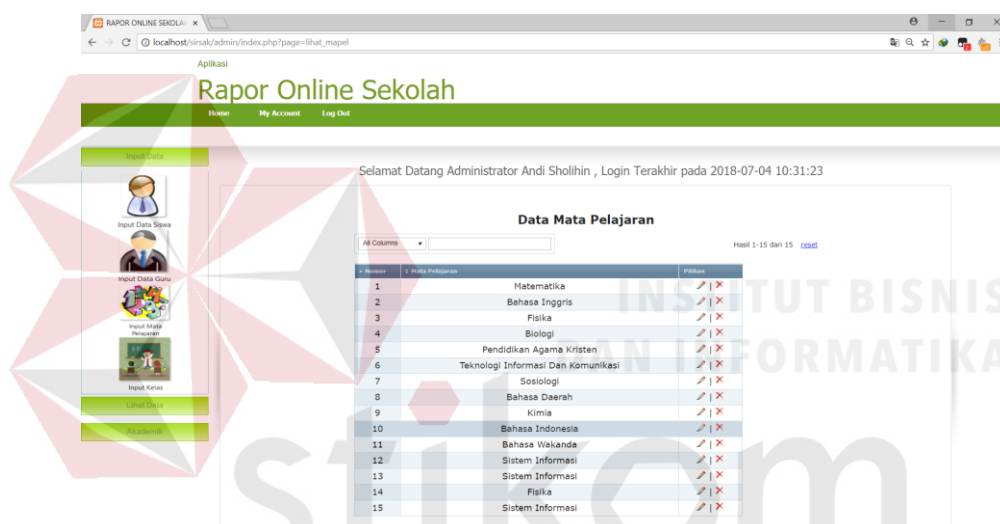 RAPOR ONLINE SEKOLA
localhost/sirsak/admin/index.php?page=lihat_mapel
Aplikasi
Rapor Online Sekolah
Home My Account Log Out
Input Data
Input Data Siswa
Input Data Guru
Input Mata
Pelajaran
Input Kelas
Lihat Data
Akademik
Selamat Datang Administrator Andi Sholihin , Login Terakhir pada 2018-07-04 10:31:23
Data Mata Pelajaran
All Columns
Hasil 1-15 dari 15 reset
Nomor Mata Pelajaran Pilihan
1 Matematika |
2 Bahasa Inggris |
3 Fisika |
4 Biologi |
5 Pendidikan Agama Kristen |
6 Teknologi Informasi Dan Komunikasi |
7 Sosiologi |
8 Bahasa Daerah |
9 Kimia |
10 Bahasa Indonesia |
11 Bahasa Wakanda |
12 Sistem Informasi |
13 Sistem Informasi |
14 Fisika |
15 Sistem Informasi |
INSTITUT BISNIS
DAN INFORMATIKA
stikom